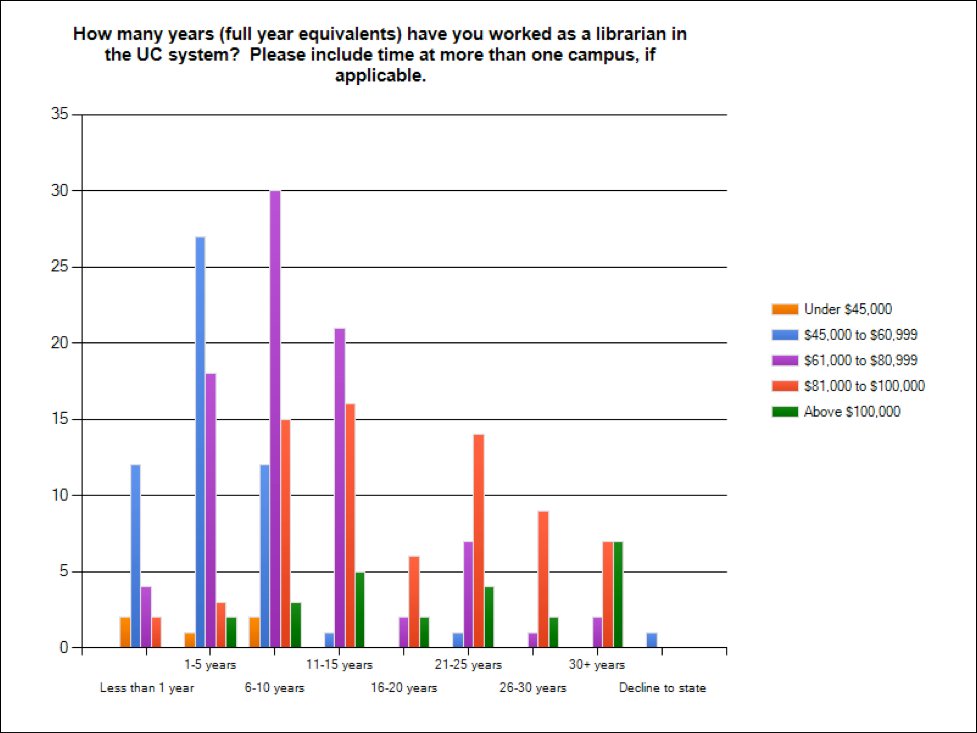 How many years (full year equivalents) have you worked as a librarian in
the UC system?  Please include time at more than one campus, if
applicable.
35
30
25
20
15
10
5
0
1-5 years
11-15 years
21-25 years
30+ years
Less than 1 year
6-10 years
16-20 years
26-30 years
Decline to state
Under $45,000
$45,000 to $60,999
$61,000 to $80,999
$81,000 to $100,000
Above $100,000